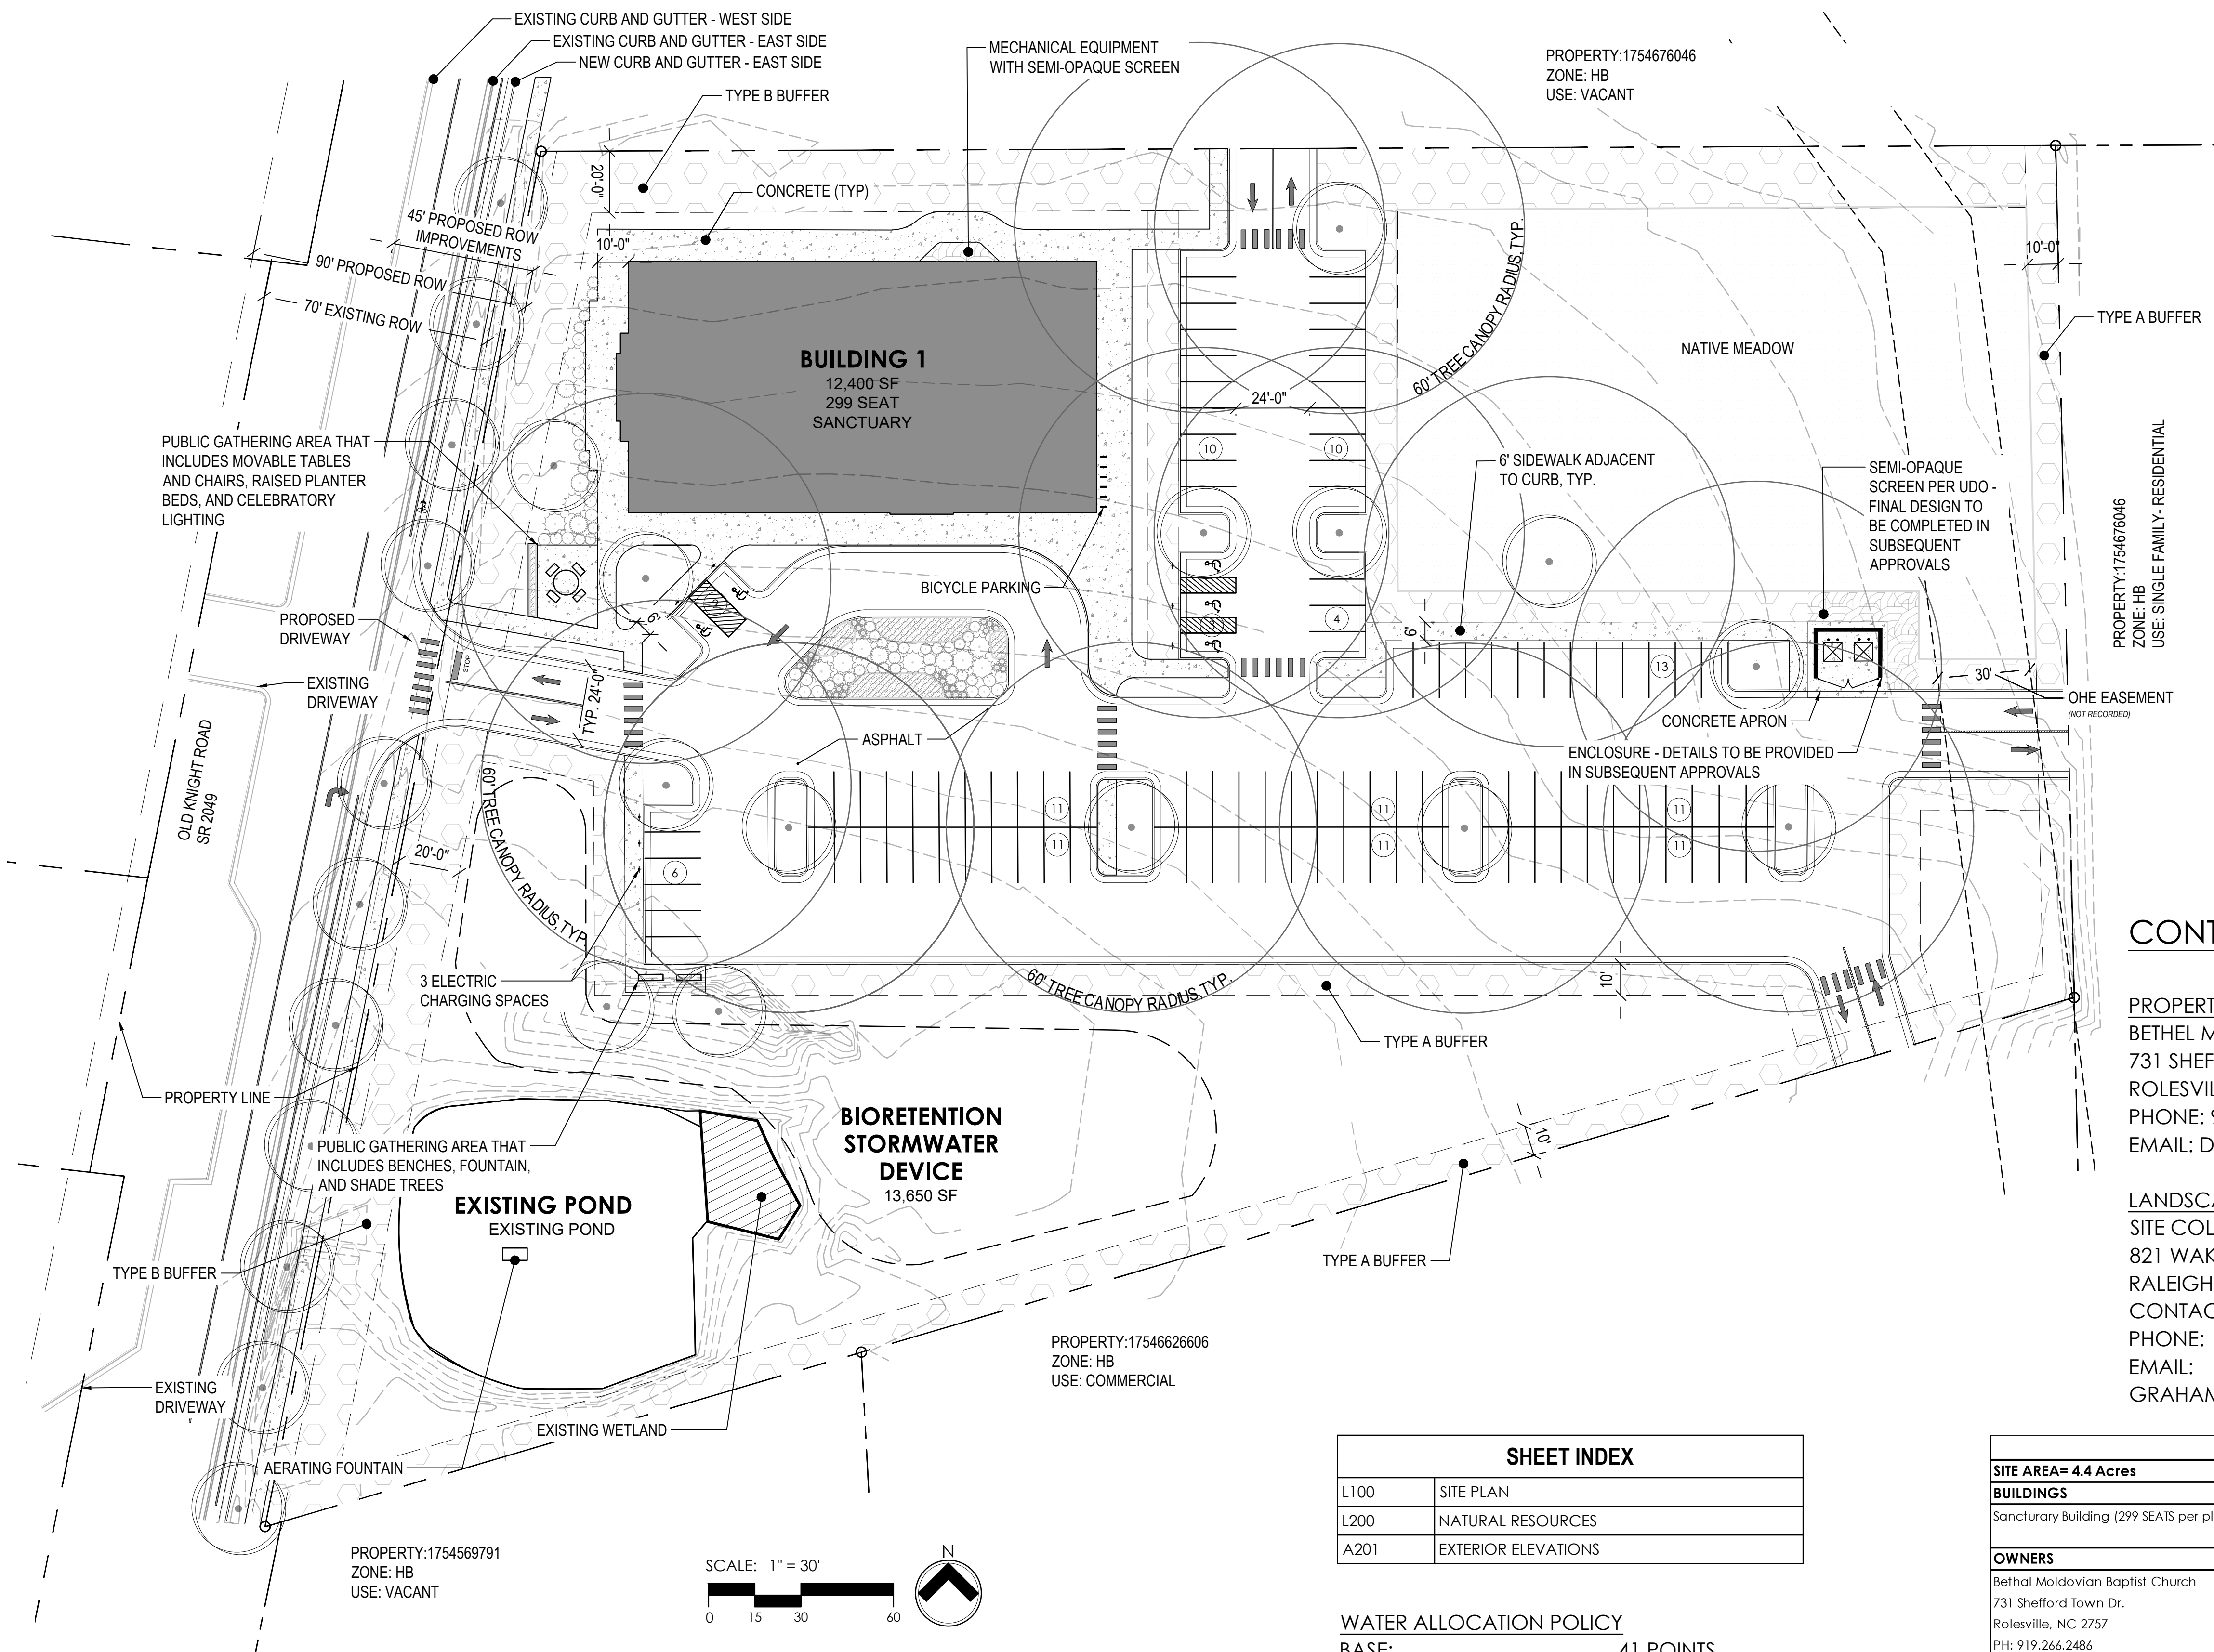 EXISTING CURB AND GUTTER - WEST SIDE
EXISTING CURB AND GUTTER - EAST SIDE
NEW CURB AND GUTTER - EAST SIDE
TYPE B BUFFER
MECHANICAL EQUIPMENT
WITH SEMI-OPAQUE SCREEN
PROPERTY:1754676046
ZONE: HB
USE: VACANT
20'-0"
CONCRETE (TYP)
45' PROPOSED ROW
IMPROVEMENTS
10'-0"
90' PROPOSED ROW
70' EXISTING ROW
10'-0"
TYPE A BUFFER
BUILDING 1
12,400 SF
299 SEAT
SANCTUARY
60' TREE CANOPY RADIUS, TYP.
NATIVE MEADOW
24'-0"
10
10
PUBLIC GATHERING AREA THAT
INCLUDES MOVABLE TABLES
AND CHAIRS, RAISED PLANTER
BEDS, AND CELEBRATORY
LIGHTING
6' SIDEWALK ADJACENT
TO CURB, TYP.
SEMI-OPAQUE
SCREEN PER UDO -
FINAL DESIGN TO
BE COMPLETED IN
SUBSEQUENT
APPROVALS
PROPERTY:1754676046
ZONE: HB
USE: SINGLE FAMILY- RESIDENTIAL
BICYCLE PARKING
2
6'
4
6'
13
PROPOSED
DRIVEWAY
STOP
EXISTING
DRIVEWAY
TYP. 24'-0"
30'
OHE EASEMENT
(NOT RECORDED)
CONCRETE APRON
ASPHALT
ENCLOSURE - DETAILS TO BE PROVIDED
IN SUBSEQUENT APPROVALS
OLD KNIGHT ROAD
SR 2049
60' TREE CANOPY RADIUS, TYP.
11
11
11
11
11
11
20'-0"
6
3 ELECTRIC
CHARGING SPACES
60' TREE CANOPY RADIUS, TYP.
10'
TYPE A BUFFER
CONT
PROPERT
BETHEL M
731 SHEF
ROLESVIL
PHONE: 9
EMAIL: D
PROPERTY LINE
PUBLIC GATHERING AREA THAT
INCLUDES BENCHES, FOUNTAIN,
AND SHADE TREES
BIORETENTION
STORMWATER
DEVICE
13,650 SF
10'
EXISTING POND
EXISTING POND
TYPE B BUFFER
TYPE A BUFFER
LANDSCA
SITE COL
821 WAK
RALEIGH
CONTAC
PHONE:
EMAIL:
GRAHAM
PROPERTY:17546626606
ZONE: HB
USE: COMMERCIAL
EXISTING
DRIVEWAY
EXISTING WETLAND
AERATING FOUNTAIN
SHEET INDEX
L100 SITE PLAN
L200 NATURAL RESOURCES
A201 EXTERIOR ELEVATIONS
SITE AREA= 4.4 Acres
BUILDINGS
Sancturary Building (299 SEATS per pl
OWNERS
Bethal Moldovian Baptist Church
731 Shefford Town Dr.
Rolesville, NC 2757
PH: 919.266.2486
PROPERTY:1754569791
ZONE: HB
USE: VACANT
SCALE: 1" = 30'
0 15 30 60
N
WATER ALLOCATION POLICY
BASE: 41 POINTS